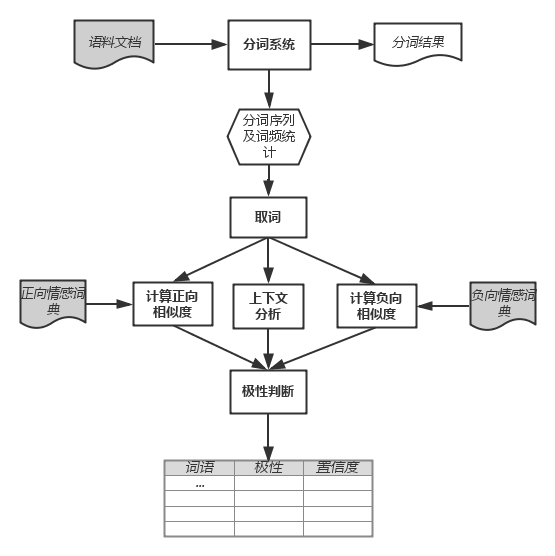 语料文档
分词系统
分词结果
分词序列
及词频统
计
取词
正向情感词
典
计算正向
相似度
上下文
分析
计算负向
相似度
负向情感词
典
极性判断
词语 极性 置信度
...